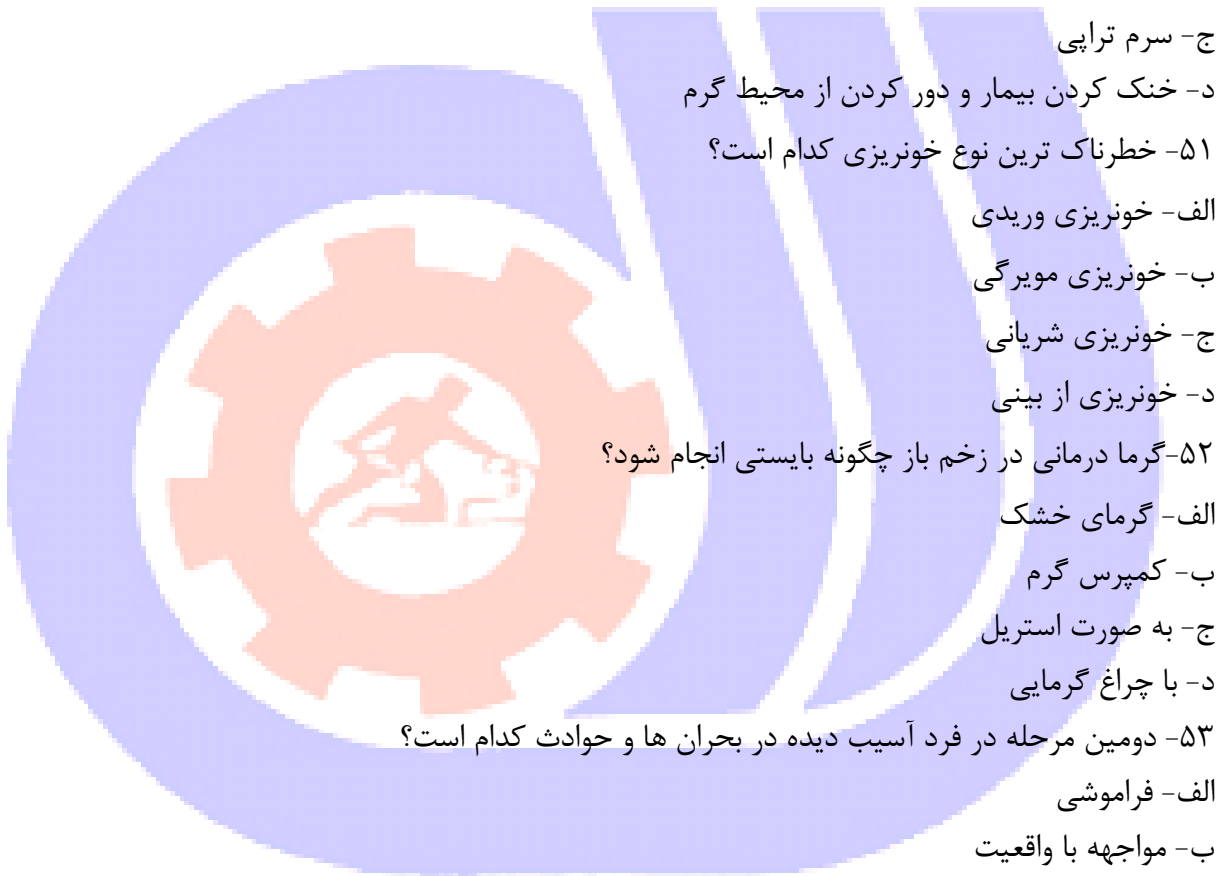 ج- سرم تراپی
د- خنک کردن بیمار و دور کردن از محیط گرم
۵۱- خطرناک ترین نوع خونریزی کدام است؟
الف- خونریزی وریدی
ب- خونریزی مویرگی
ج- خونریزی شریانی
د- خونریزی از بینی
۵۲-گرما درمانی در زخم باز چگونه بایستی انجام شود؟
الف- گرمای خشک
ب- کمپرس گرم
ج- به صورت استریل
د- با چراغ گرمایی
۵۳- دومین مرحله در فرد آسیب دیده در بحران ها و حوادث کدام است؟
الف- فراموشی
ب- مواجهه با واقعیت